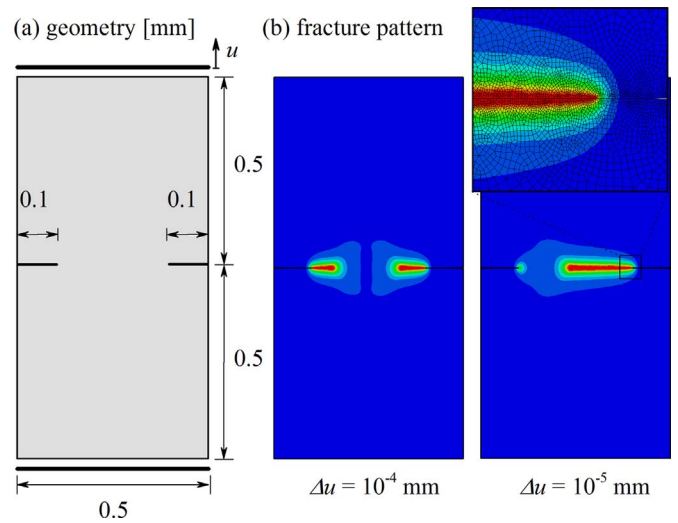 (a) geometry [mm]
u
(b) fracture pattern
0.5
0.1
0.1
0.5
0.5
Δu = 10⁻⁴ mm
Δu = 10⁻⁵ mm